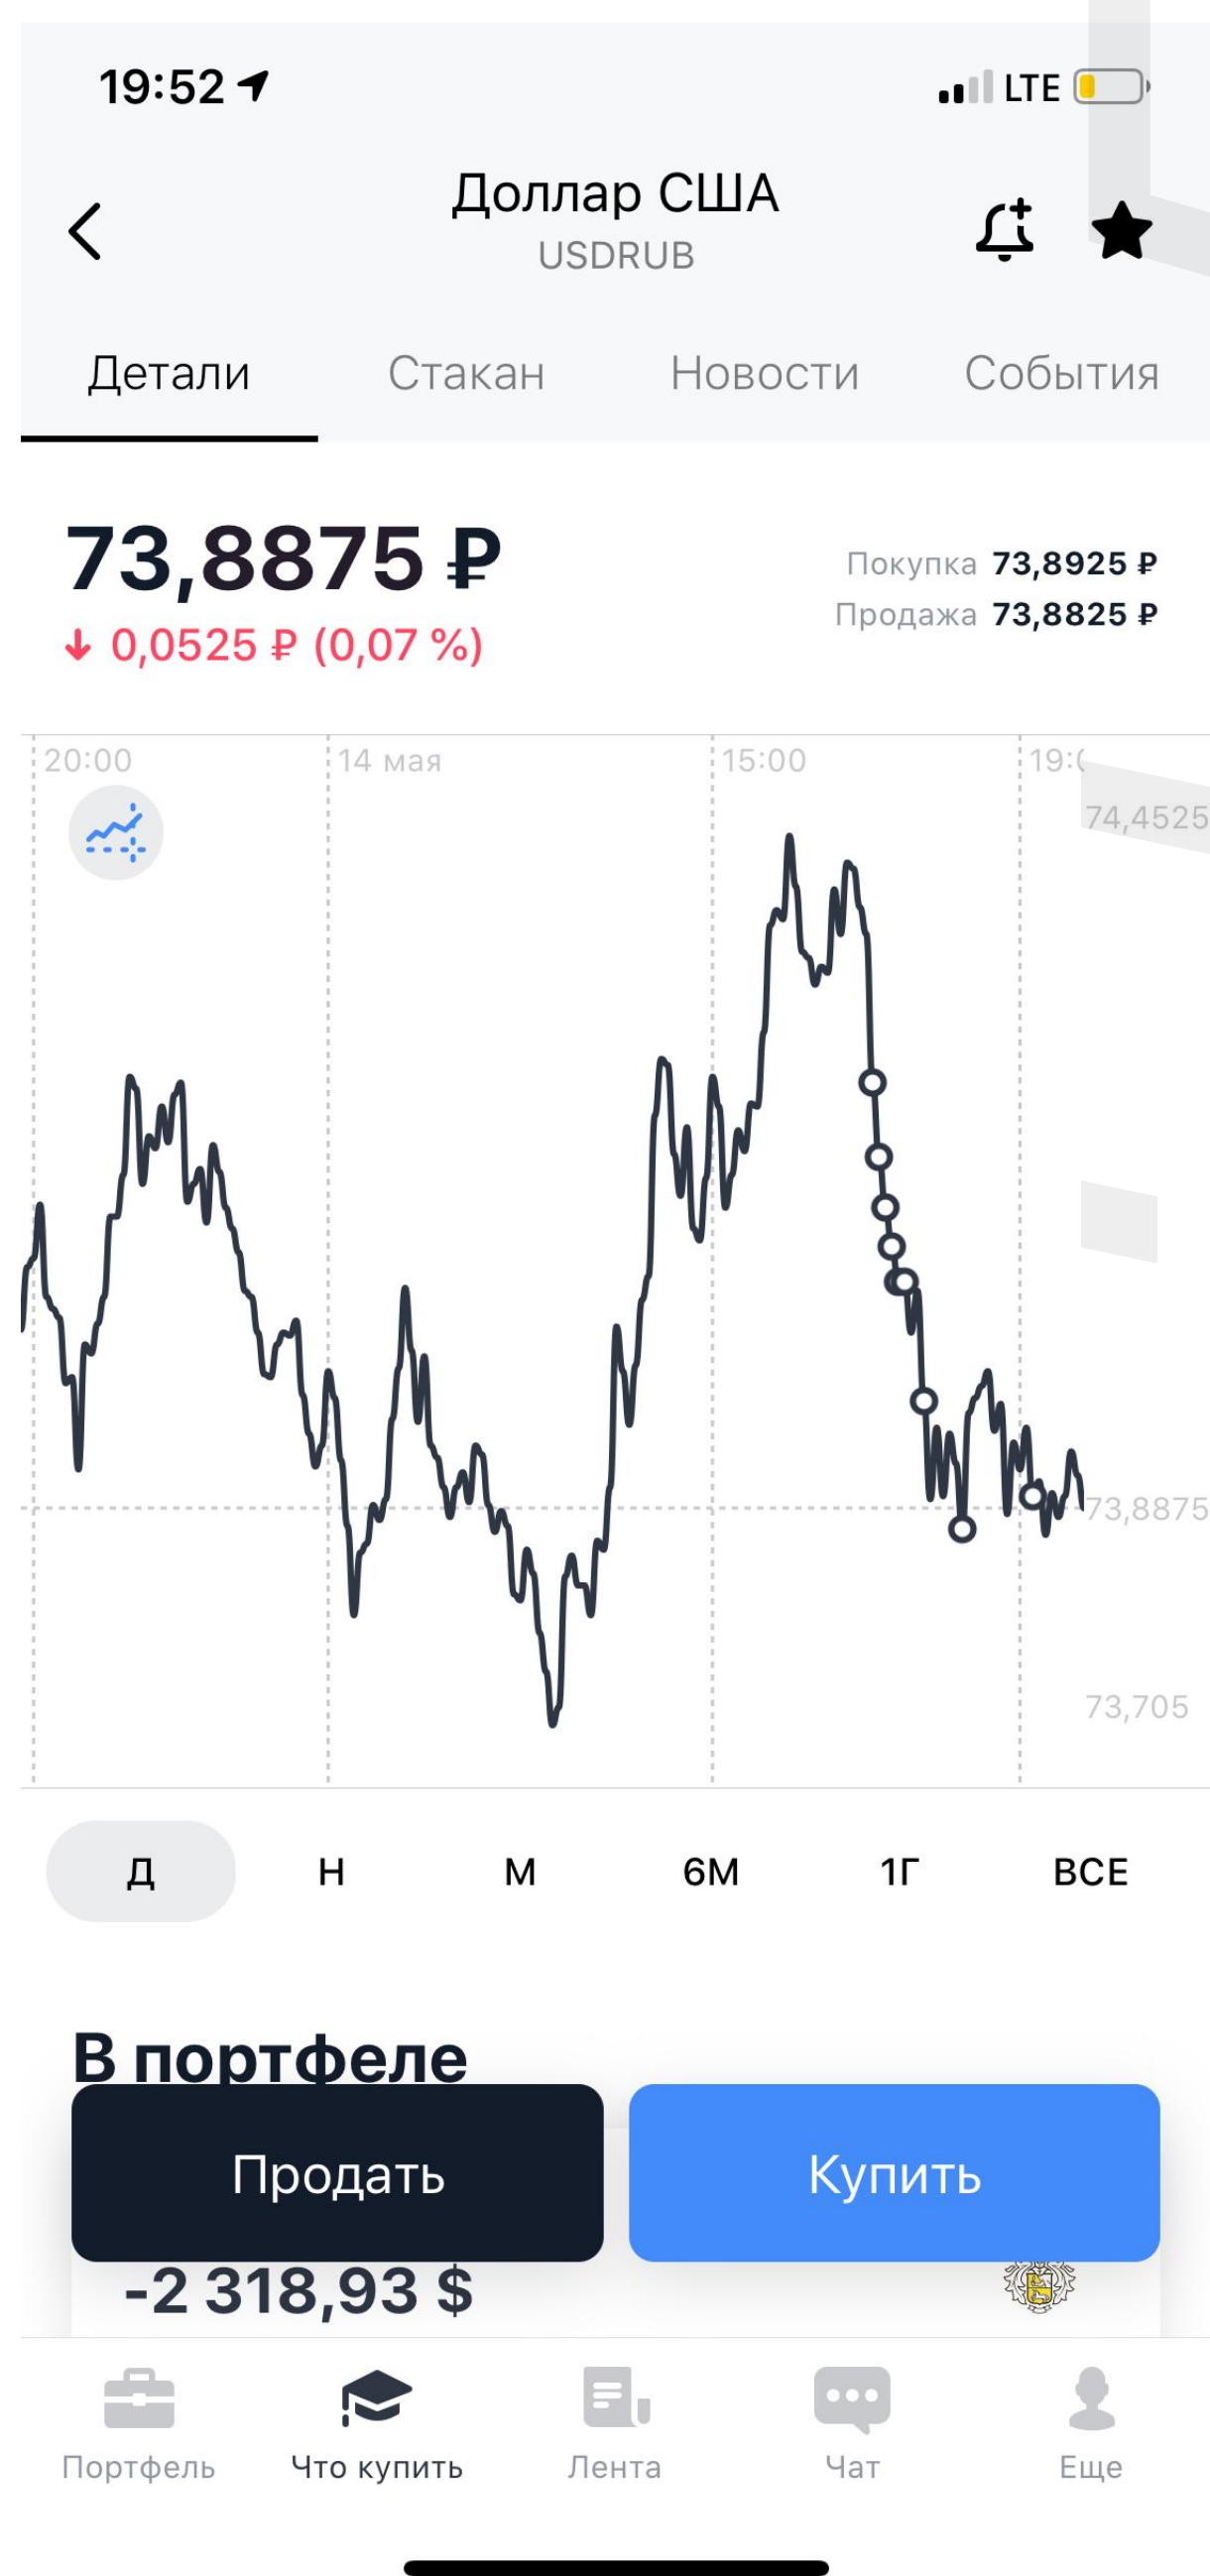 19:52
LTE
Доллар США
USDRUB
Детали Стакан Новости События
73,8875 ₽
↓ 0,0525 ₽ (0,07 %)
Покупка 73,8925 ₽
Продажа 73,8825 ₽
20:00 14 мая 15:00 19:0
74,4525
73,8875
73,705
Д Н М 6М 1Г ВСЕ
В портфеле
Продать Купить
-2 318,93 $
Портфель Что купить Лента Чат Еще